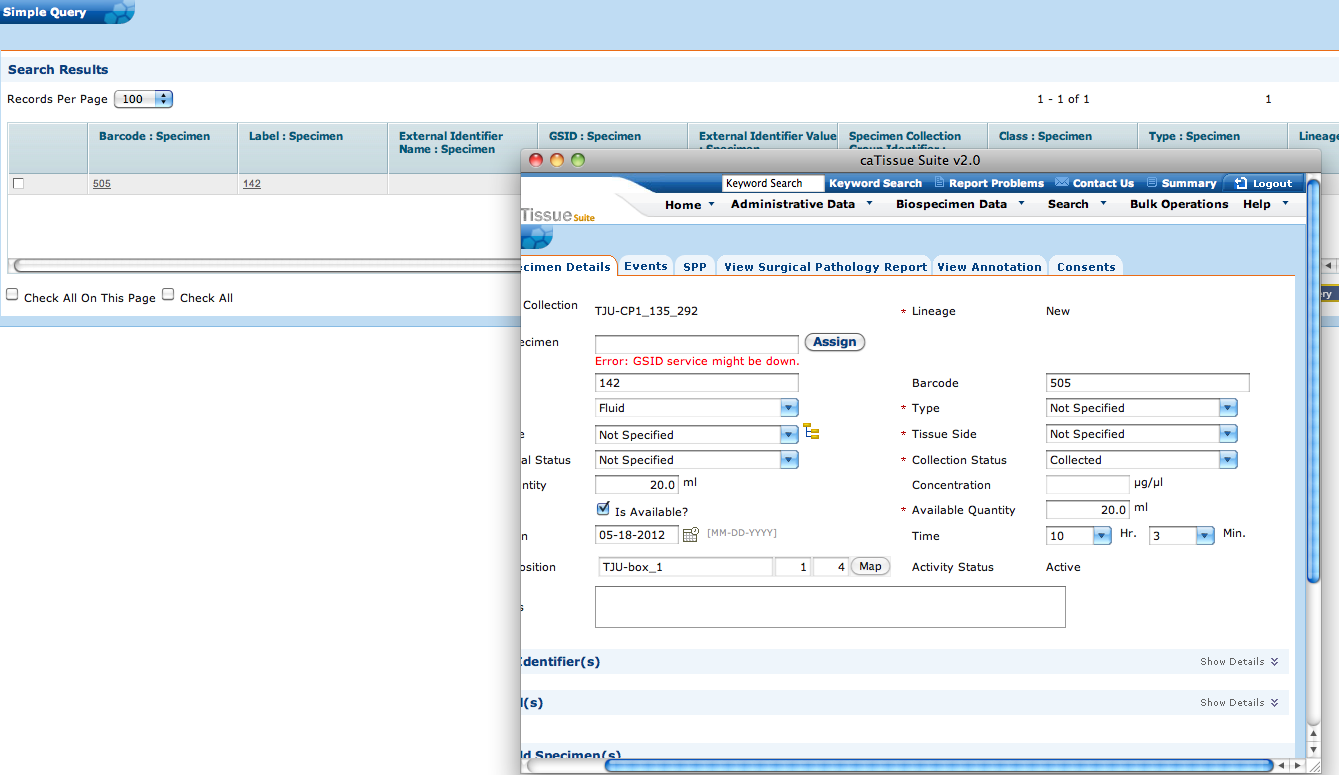 Simple Query
Search Results
Records Per Page 100 1 - 1 of 1 1
Barcode : Specimen Label : Specimen External Identifier Name : Specimen GSID : Specimen External Identifier Value Specimen Collection Class : Specimen Type : Specimen Lineage
505 142
Check All On This Page Check All
caTissue Suite v2.0
Keyword Search Keyword Search Report Problems Contact Us Summary Logout
Tissue Suite Home Administrative Data Biospecimen Data Search Bulk Operations Help
ecimen Details Events SPP View Surgical Pathology Report View Annotation Consents
Collection TJU-CP1_135_292 * Lineage New
ecimen Assign
Error: GSID service might be down.
142 Barcode 505
Fluid * Type Not Specified
e Not Specified * Tissue Side Not Specified
al Status Not Specified * Collection Status Collected
ntity 20.0 ml Concentration µg/µl
Is Available? * Available Quantity 20.0 ml
n 05-18-2012 [MM-DD-YYYY] Time 10 Hr. 3 Min.
osition TJU-box_1 1 4 Map Activity Status Active
s
Identifier(s) Show Details
l(s) Show Details
ld Specimen(s)
ry